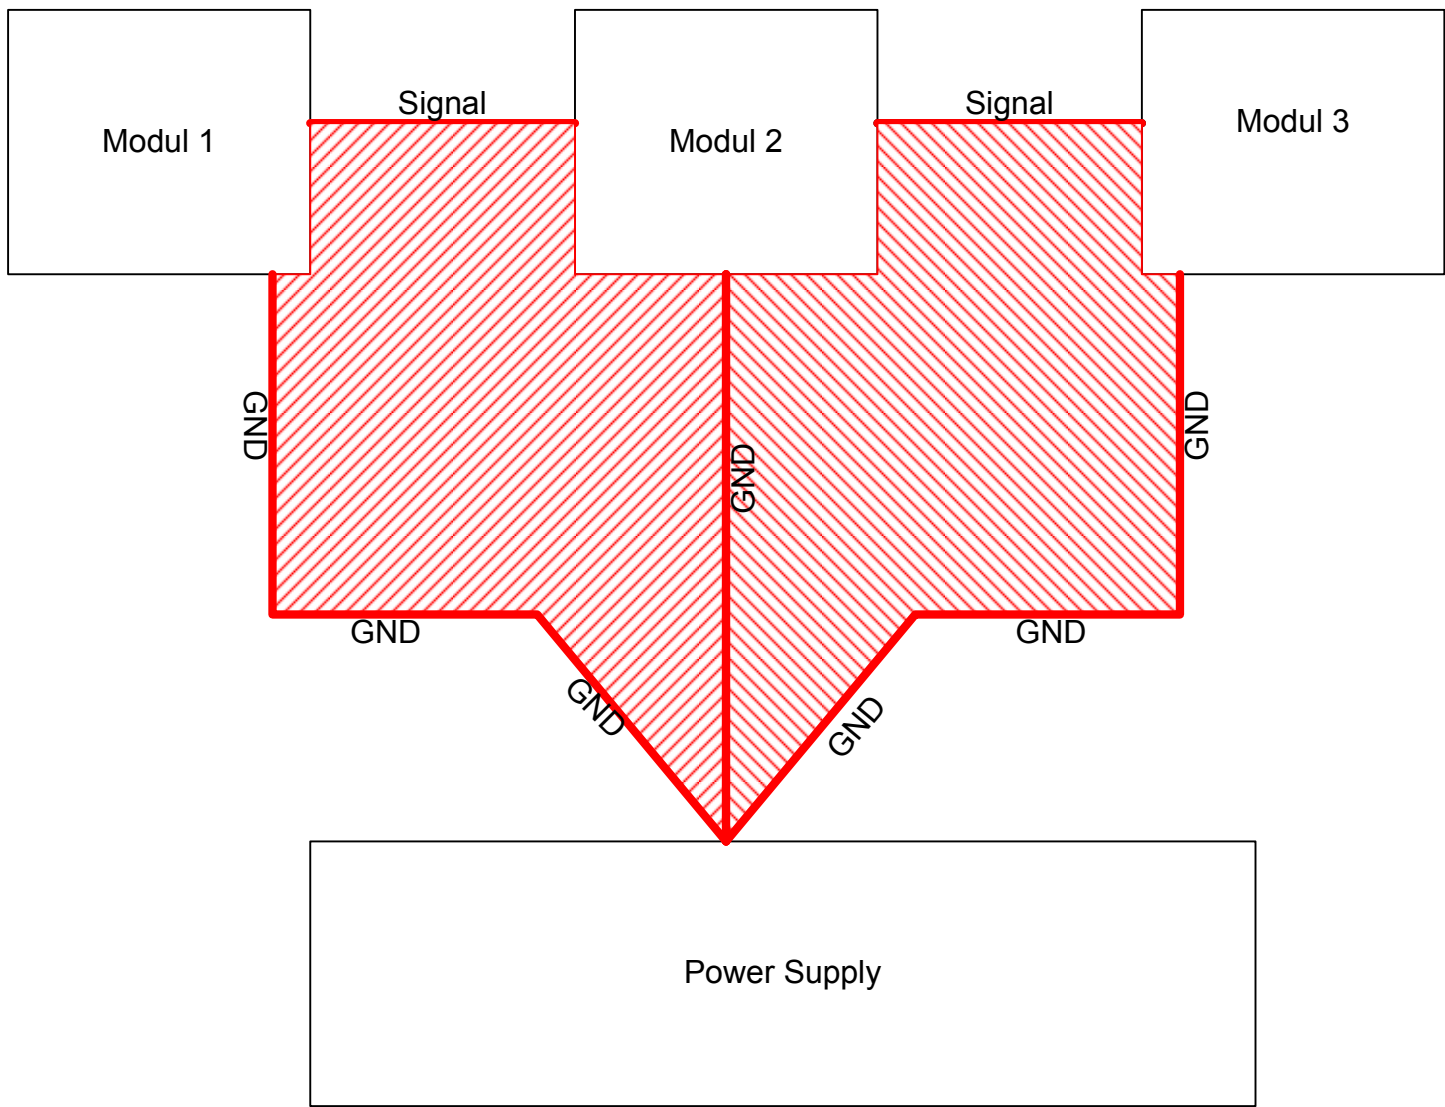 Signal
Signal
Modul 1
Modul 2
Modul 3
GND
GND
GND
GND
GND
GND
GND
Power Supply